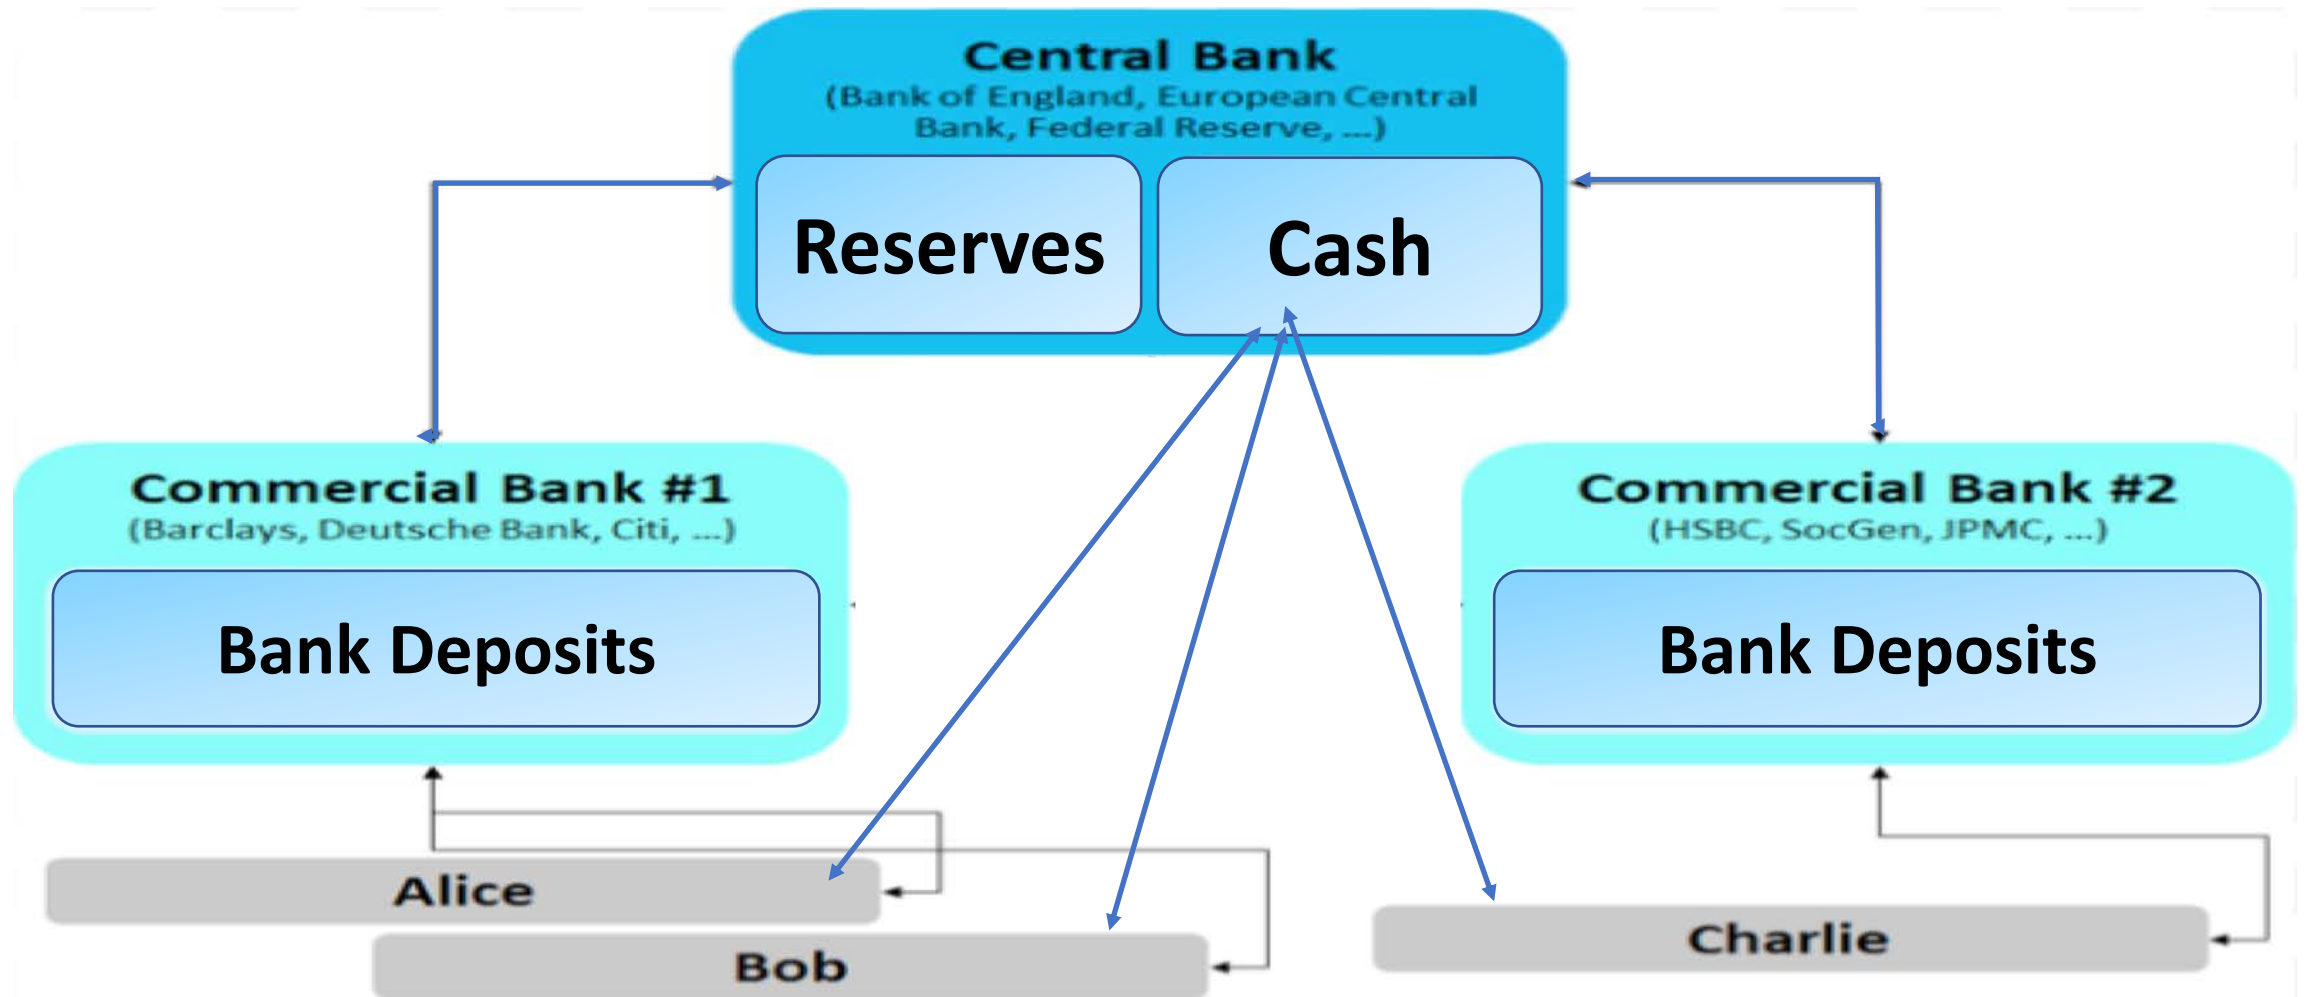 Central Bank
(Bank of England, European Central
Bank, Federal Reserve, ...)
Reserves
Cash
Commercial Bank #1
(Barclays, Deutsche Bank, Citi, ...)
Bank Deposits
Commercial Bank #2
(HSBC, SocGen, JPMC, ...)
Bank Deposits
Alice
Bob
Charlie